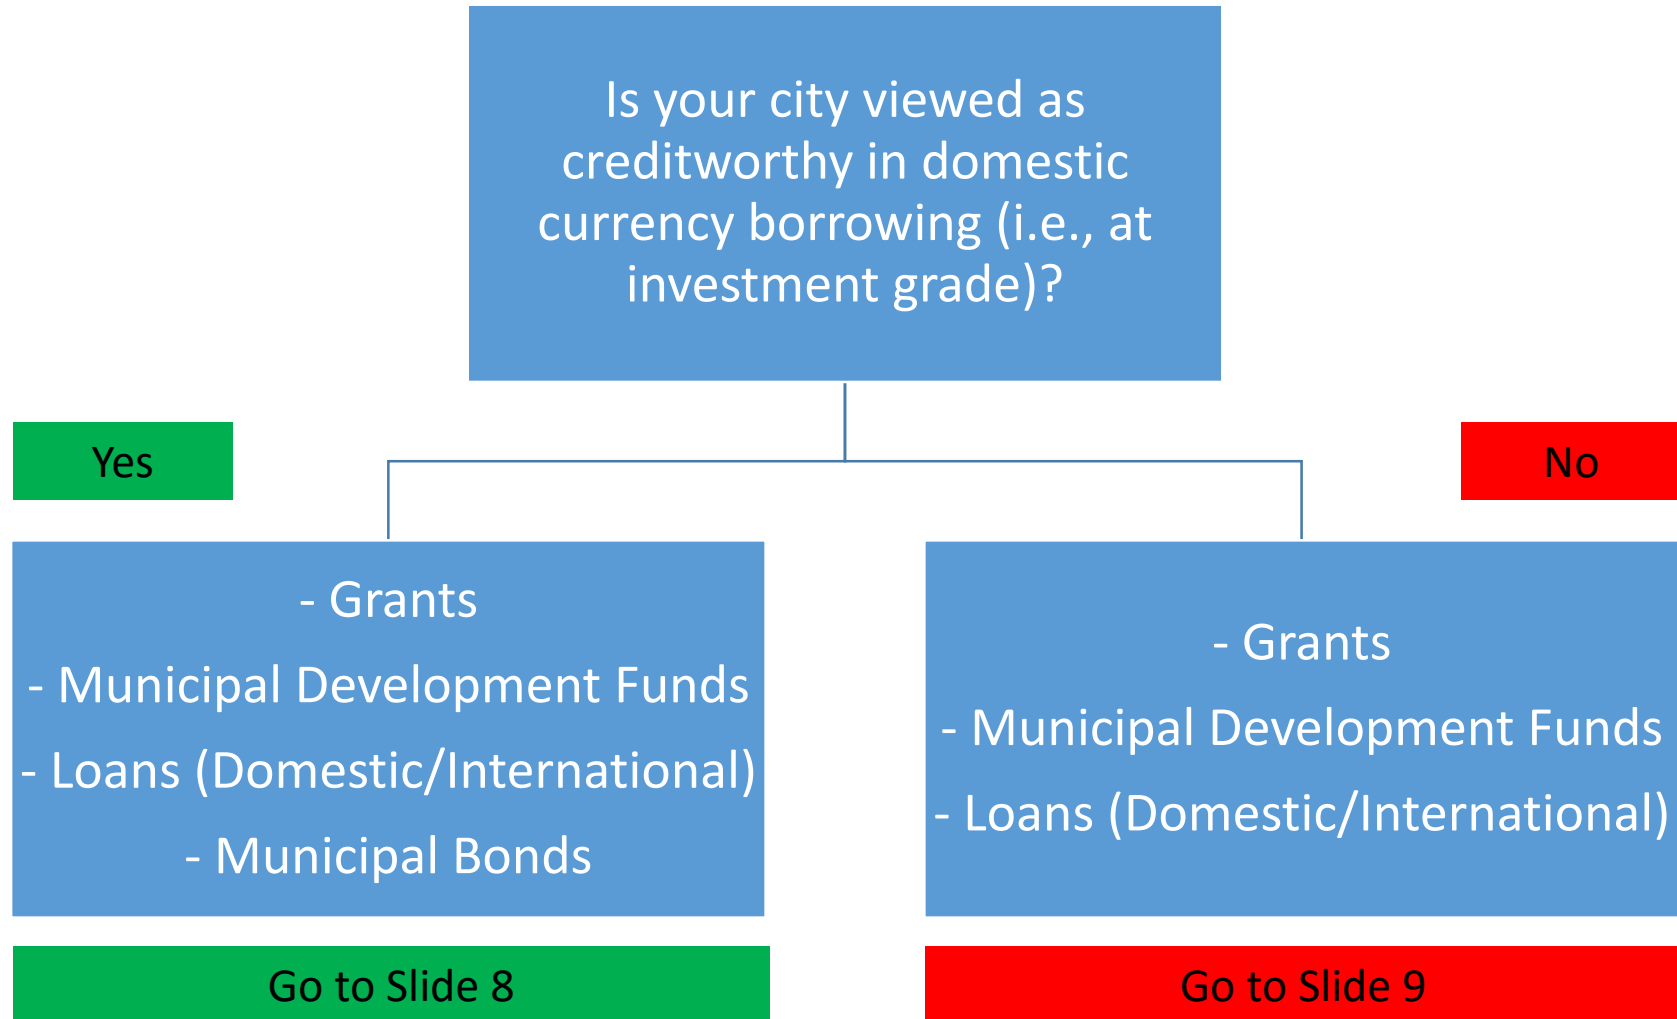 Is your city viewed as
creditworthy in domestic
currency borrowing (i.e., at
investment grade)?
Yes
No
- Grants
- Municipal Development Funds
- Loans (Domestic/International)
- Municipal Bonds
- Grants
- Municipal Development Funds
- Loans (Domestic/International)
Go to Slide 8
Go to Slide 9